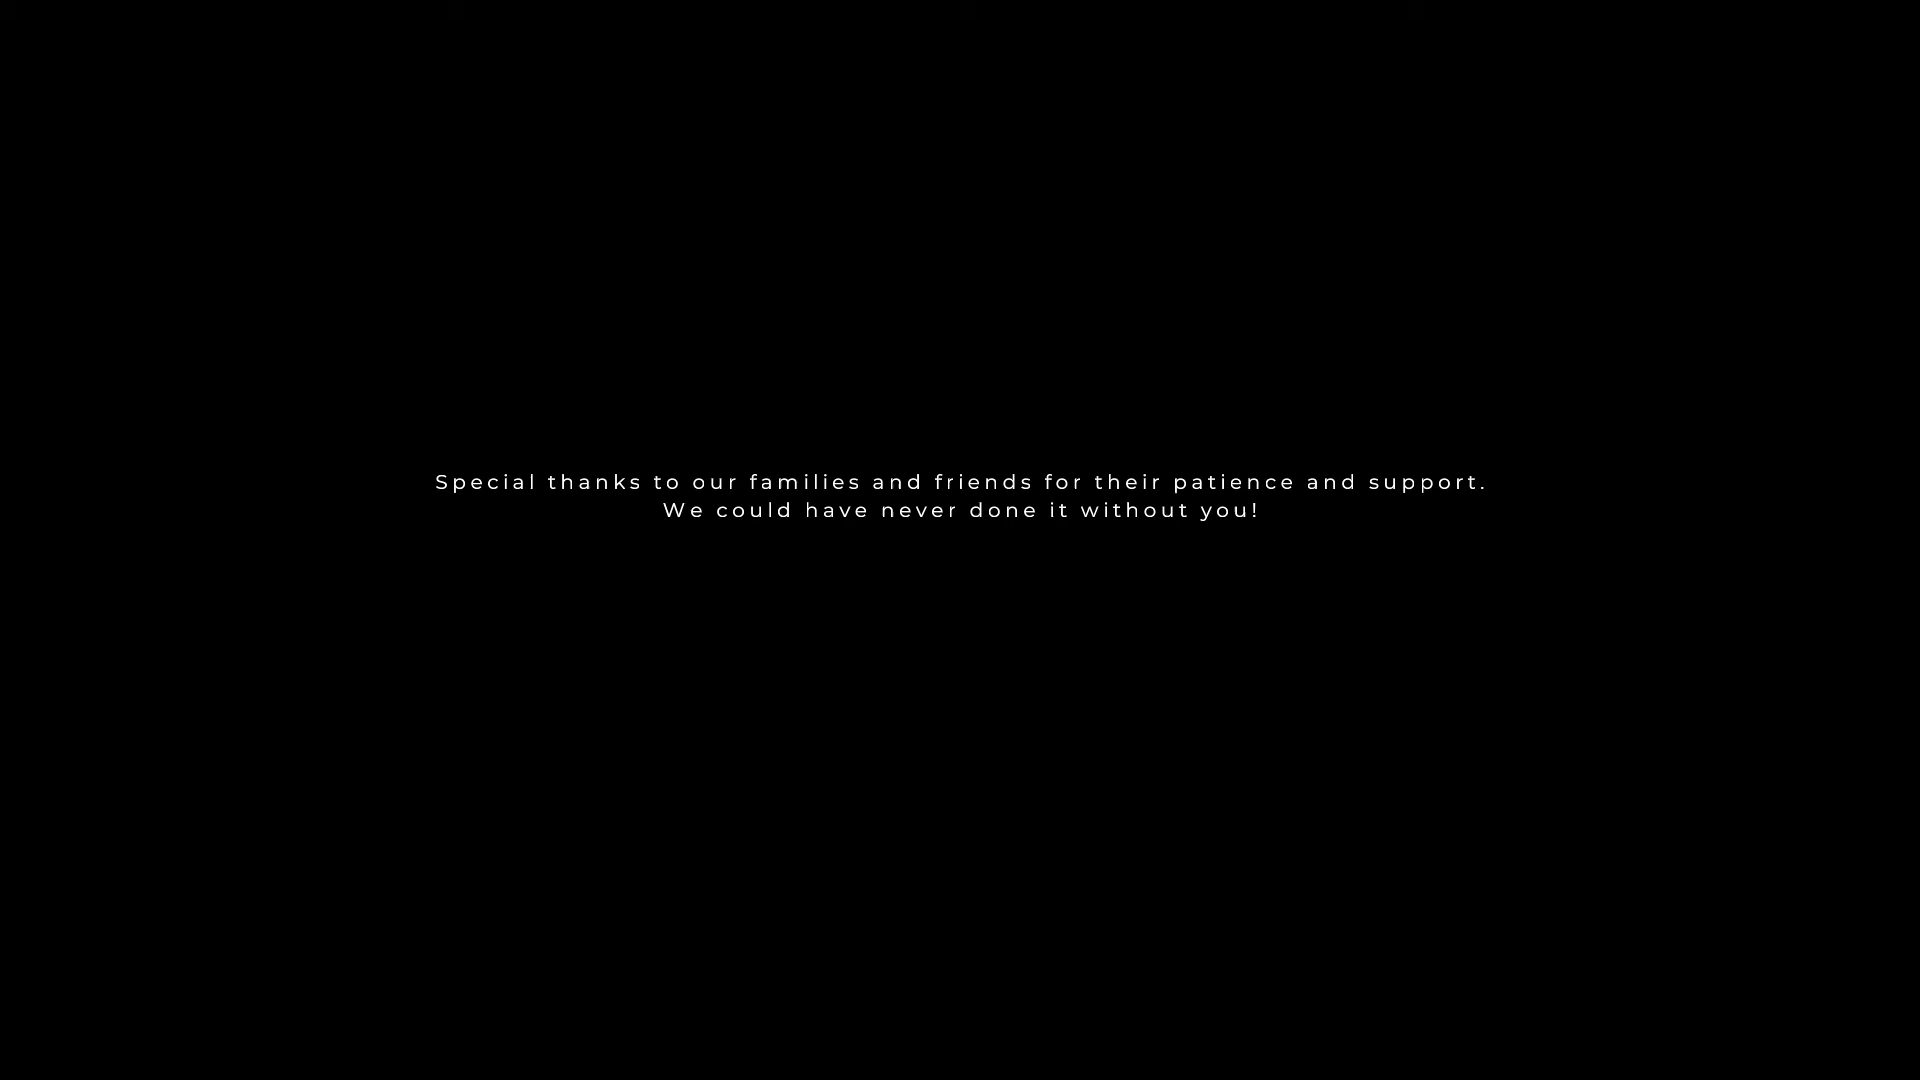 Special thanks to our families and friends for their patience and support.
We could have never done it without you!